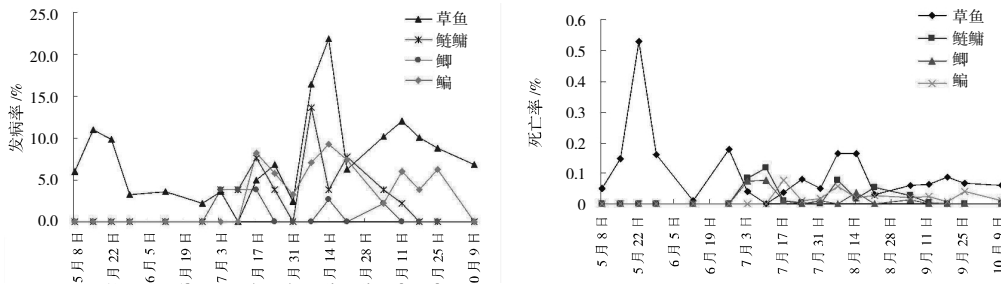 25.0
20.0
15.0
10.0
5.0
0.0
发病率/%
草鱼
鲢鳙
鲫
鳊
5月8日
月22日
6月5日
月19日
7月3日
月17日
月31日
月14日
月28日
月11日
月25日
10月9日
0.6
0.5
0.4
0.3
0.2
0.1
0
死亡率/%
草鱼
鲢鳙
鲫
鳊
5月8日
5月22日
6月5日
6月19日
7月3日
7月17日
7月31日
8月14日
8月28日
9月11日
9月25日
10月9日